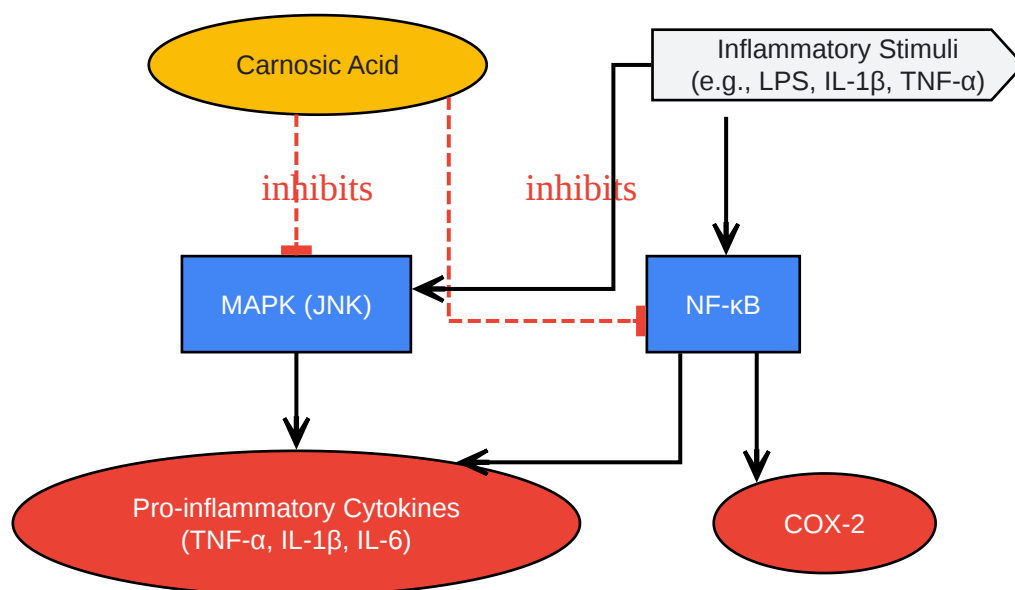 Carnosic Acid
Inflammatory Stimuli
(e.g., LPS, IL-1β, TNF-α)
inhibits
inhibits
MAPK (JNK)
NF-κB
Pro-inflammatory Cytokines
(TNF-α, IL-1β, IL-6)
COX-2